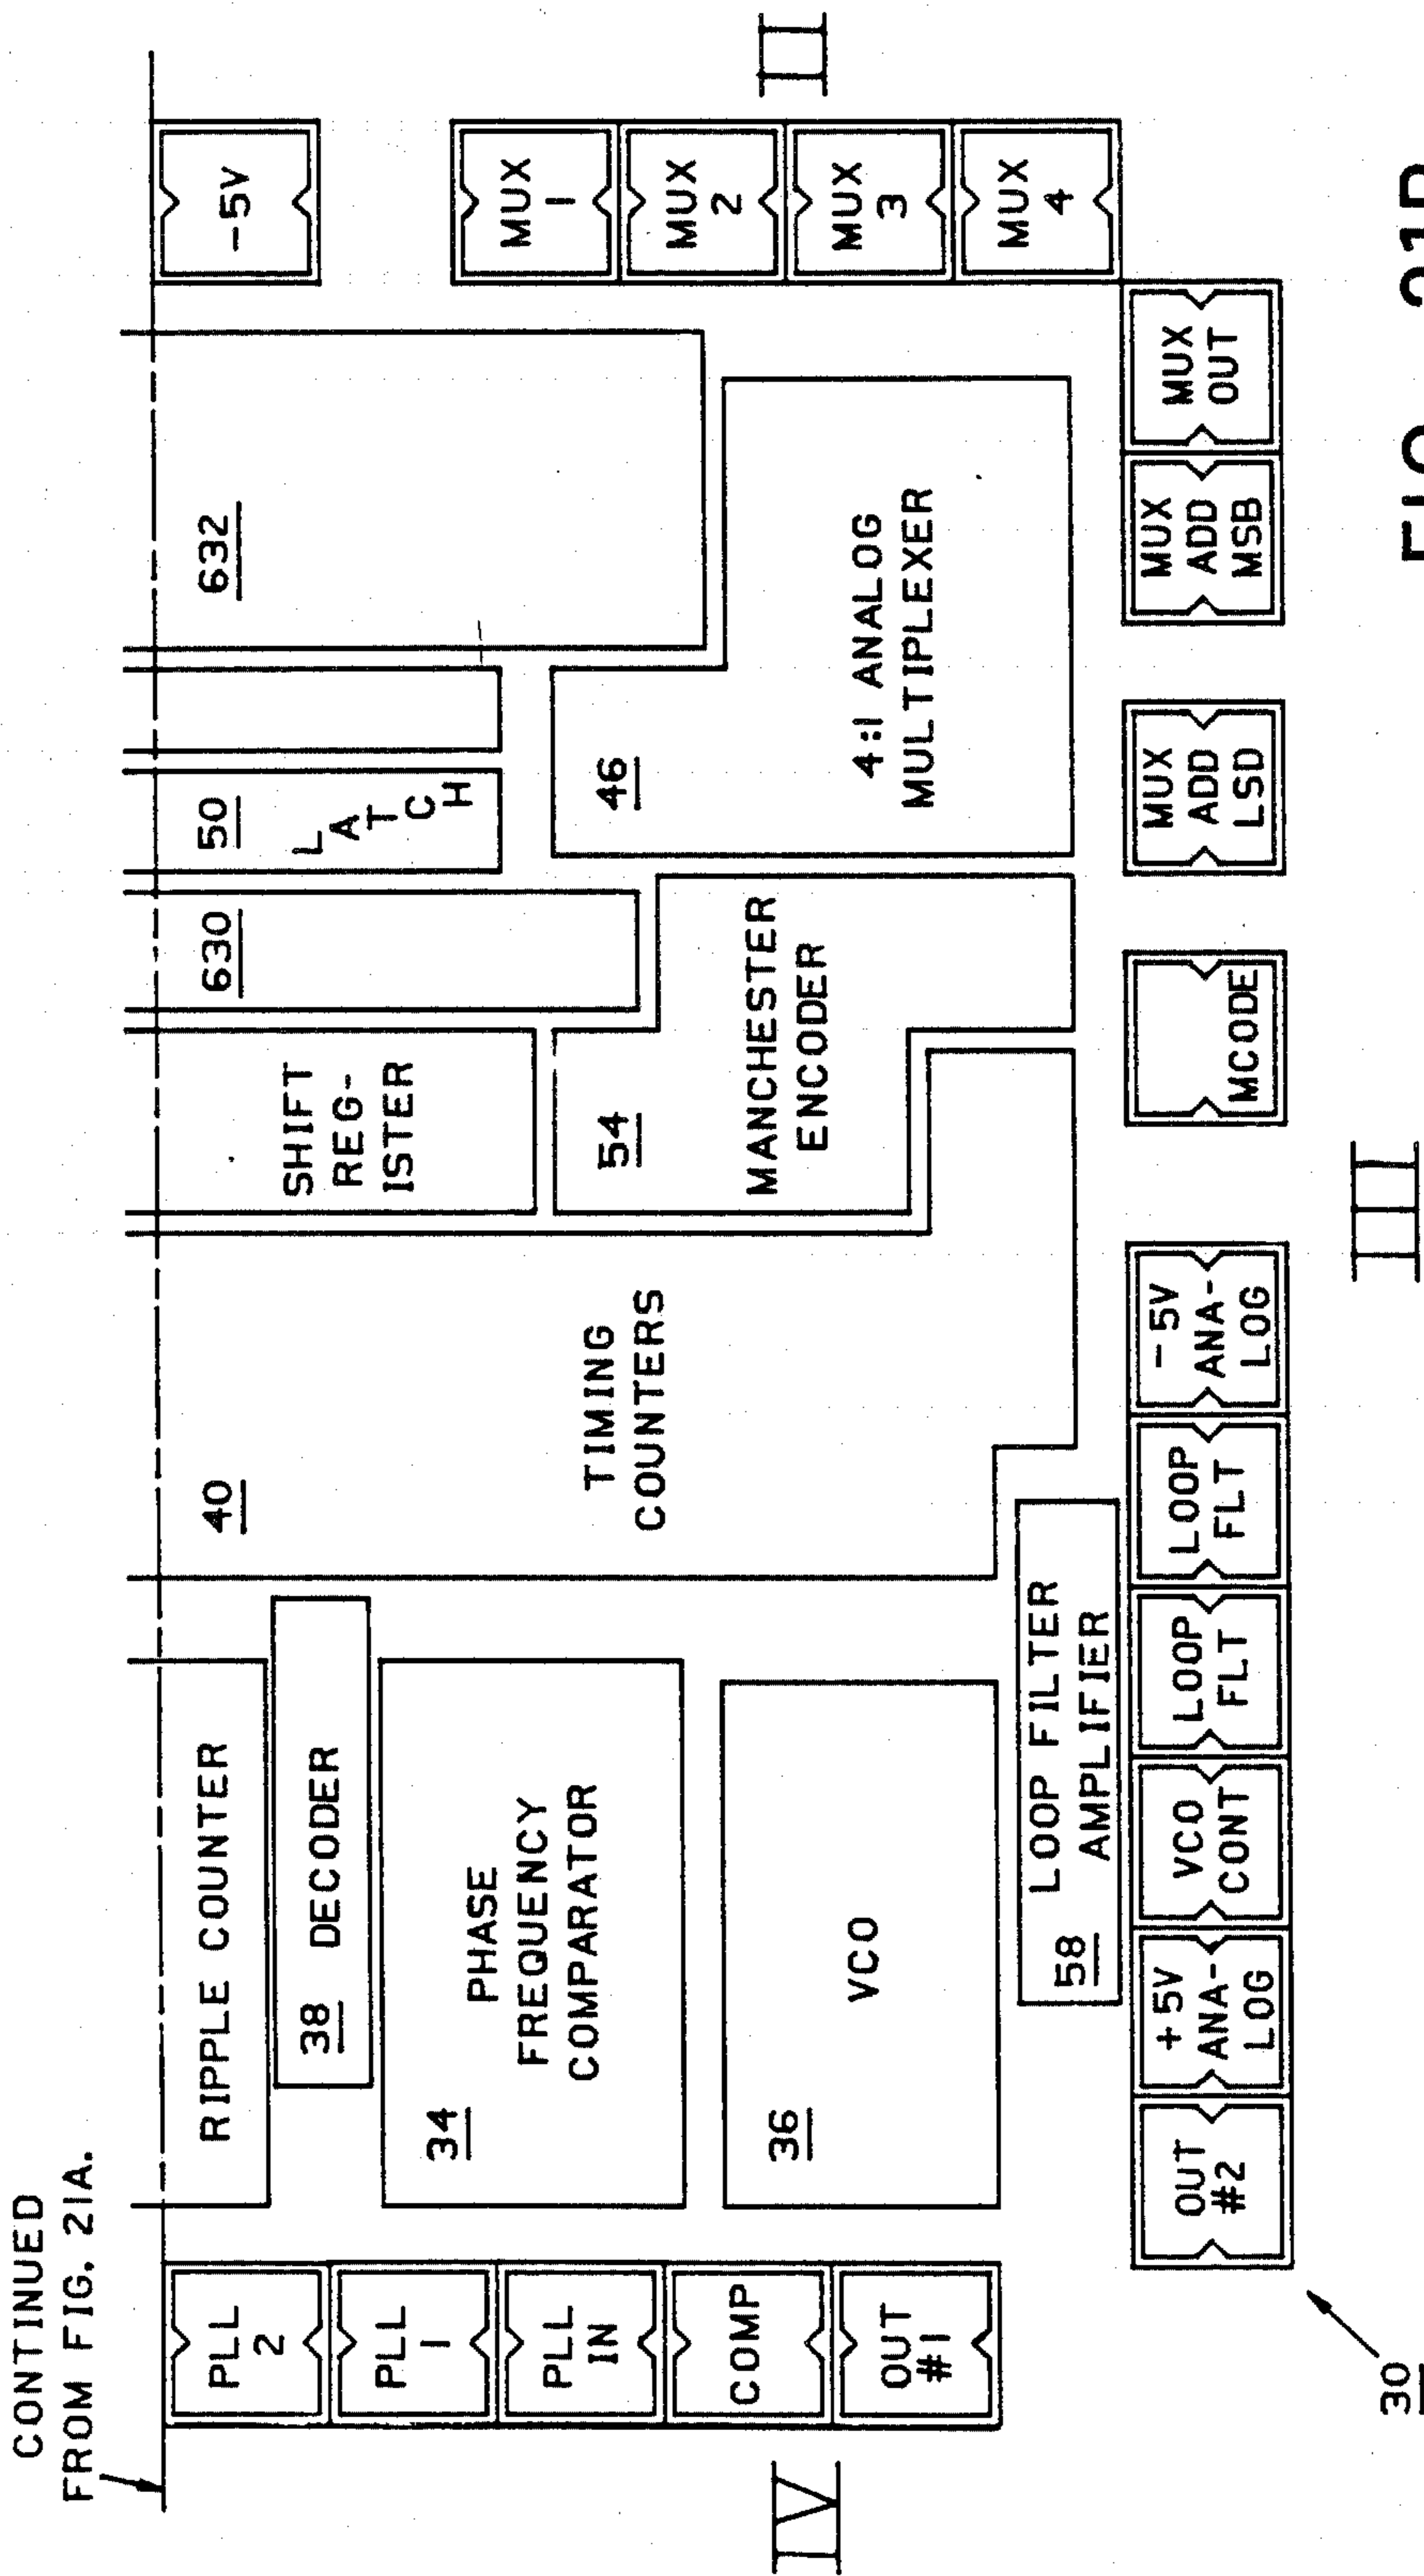 CONTINUED
FROM FIG. 21A.
RIPPLE COUNTER
38
DECODER
34
PHASE
FREQUENCY
COMPARATOR
36
VCO
58
LOOP FILTER
AMPLIFIER
40
TIMING
COUNTERS
SHIFT
REG-
ISTER
54
MANCHESTER
ENCODER
630
50
LATCH
46
4:1 ANALOG
MULTIPLEXER
632
-5V
MUX
1
MUX
2
MUX
3
MUX
4
II
PLL
2
PLL
1
PLL
IN
COMP
OUT
#1
IV
OUT
#2
+5V
ANA-
LOG
VCO
CONT
LOOP
FLT
LOOP
FLT
-5V
ANA-
LOG
MCODE
MUX
ADD
LSD
MUX
ADD
MSB
MUX
OUT
III
30